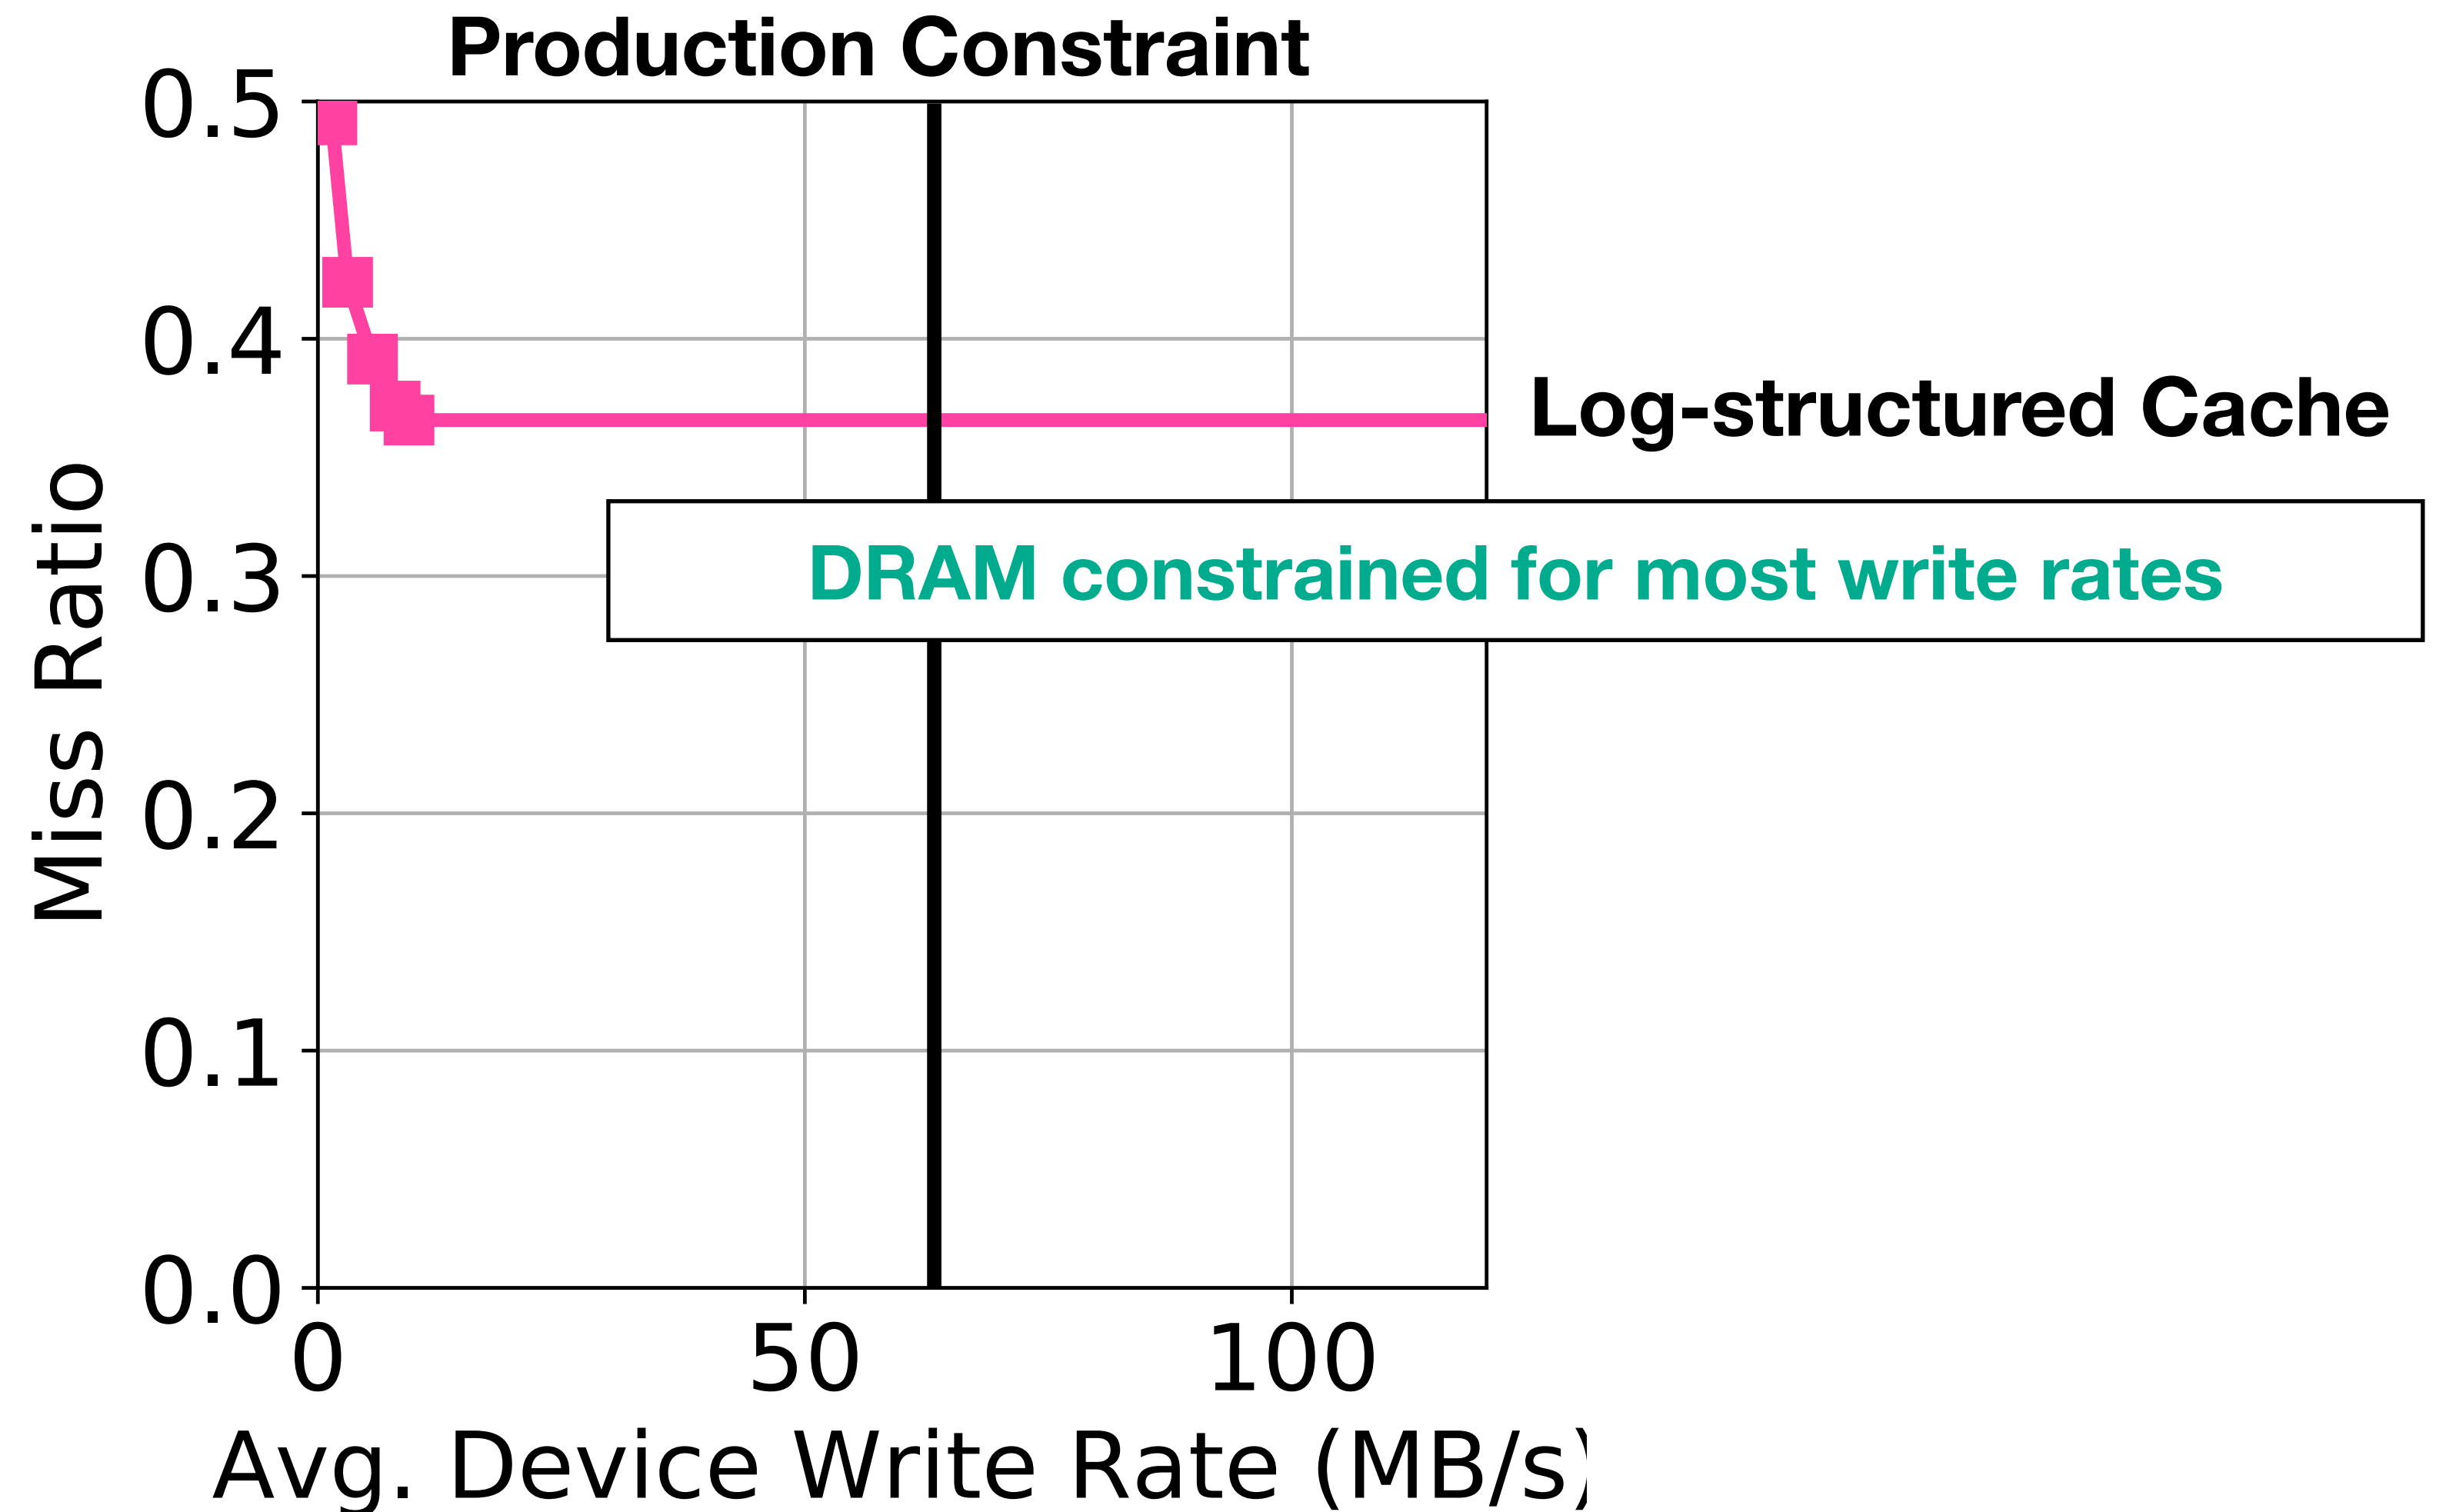 Production Constraint
0.5
0.4
Log-structured Cache
0.3
DRAM constrained for most write rates
0.2
0.1
0.0
Miss Ratio
0 50 100
Avg. Device Write Rate (MB/s)